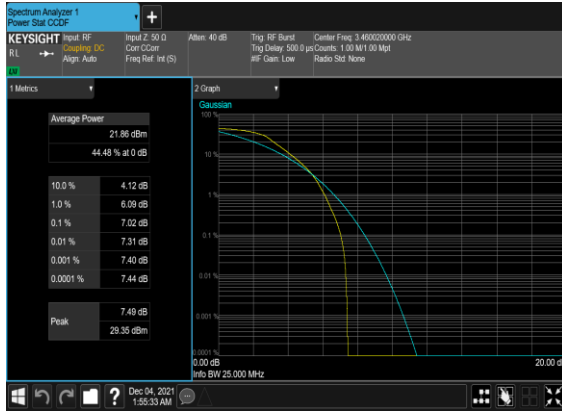 Spectrum Analyzer 1
Power Stat CCDF
+
KEYSIGHT
RL
LV
Input: RF
Coupling: DC
Align: Auto
Input Z: 50 Ω
Corr CCorr
Freq Ref: Int (S)
Atten: 40 dB
Trig: RF Burst
Trig Delay: 500.0 µs
#IF Gain: Low
Center Freq: 3.460020000 GHz
Counts: 1.00 M/1.00 Mpt
Radio Std: None
1 Metrics
Average Power
21.86 dBm
44.48 % at 0 dB
10.0 % 4.12 dB
1.0 % 6.09 dB
0.1 % 7.02 dB
0.01 % 7.31 dB
0.001 % 7.40 dB
0.0001 % 7.44 dB
Peak
7.49 dB
29.35 dBm
2 Graph
Gaussian
100 %
10 %
1 %
0.1 %
0.01 %
0.001 %
0.0001 %
0.00 dB
20.00 d
Info BW 25.000 MHz
?
Dec 04, 2021
1:55:33 AM